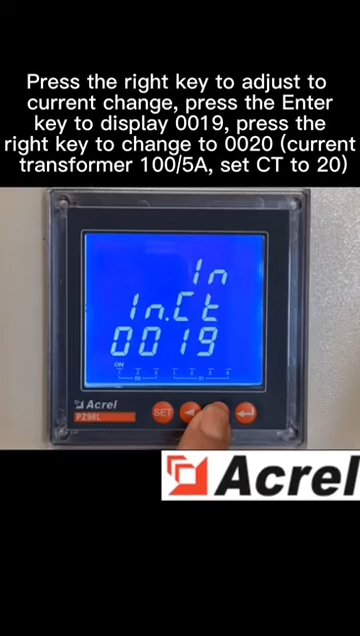 Press the right key to adjust to
current change, press the Enter
key to display 0019, press the
right key to change to 0020 (current
transformer 100/5A, set CT to 20)
In
In.Ct
0019
ON
Acrel
PZ96L
SET
Acrel